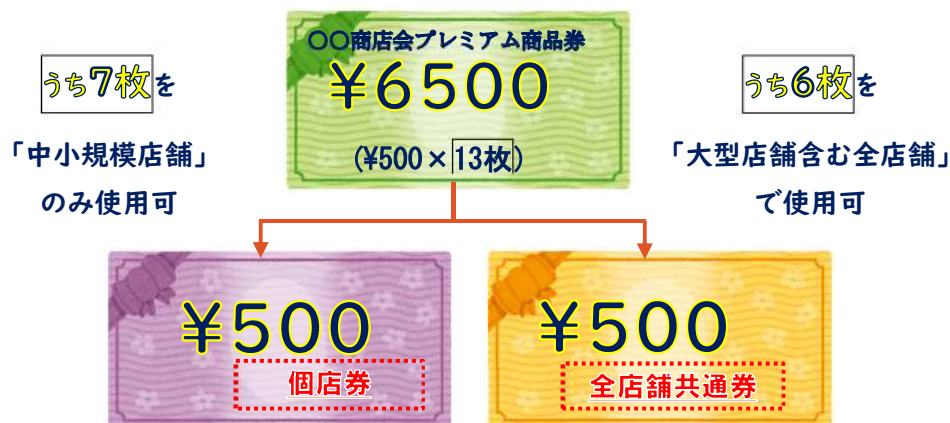 〇〇商店会プレミアム商品券
¥6500
(¥500×13枚)
うち7枚を
「中小規模店舗」
のみ使用可
うち6枚を
「大型店舗含む全店舗」
で使用可
¥500
個店券
¥500
全店舗共通券